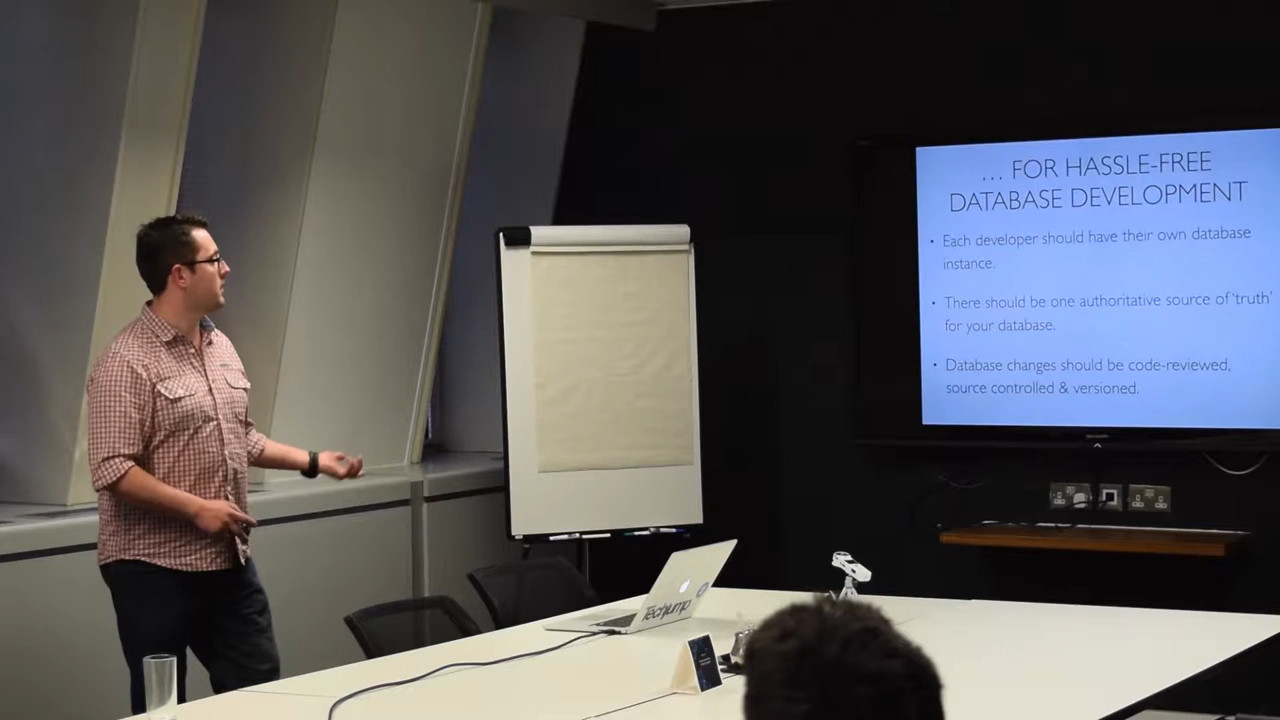 ... FOR HASSLE-FREE
DATABASE DEVELOPMENT
• Each developer should have their own database
instance.
• There should be one authoritative source of 'truth'
for your database.
• Database changes should be code-reviewed,
source controlled & versioned.
SHARP
Techjump